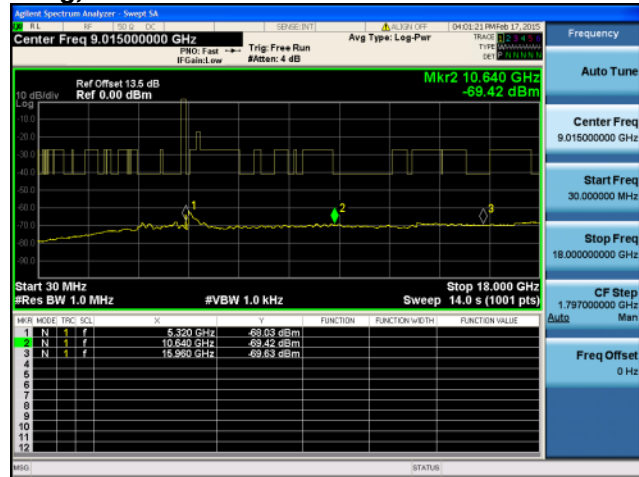 Agilent Spectrum Analyzer - Swept SA
RL RF 50 Ω DC SENSE:INT ALIGN OFF 04:01:21 PM Feb 17, 2015
Center Freq 9.015000000 GHz
PNO: Fast
IFGain:Low
Trig: Free Run
#Atten: 4 dB
Avg Type: Log-Pwr
TRACE 1 2 3 4 5 6
TYPE
DET P N N N N N
Frequency
Auto Tune
Center Freq
9.015000000 GHz
Start Freq
30.000000 MHz
Stop Freq
18.000000000 GHz
CF Step
1.797000000 GHz
Auto Man
Freq Offset
0 Hz
Ref Offset 13.5 dB
10 dB/div Ref 0.00 dBm
Log
Mkr2 10.640 GHz
-69.42 dBm
-10.0
-20.0
-30.0
-40.0
-50.0
-60.0
-70.0
-80.0
-90.0
1
2
3
Start 30 MHz Stop 18.000 GHz
#Res BW 1.0 MHz #VBW 1.0 kHz Sweep 14.0 s (1001 pts)
MKR MODE TRC SCL X Y FUNCTION FUNCTION WIDTH FUNCTION VALUE
1 N 1 f 5.320 GHz -68.03 dBm
2 N 1 f 10.640 GHz -69.42 dBm
3 N 1 f 15.960 GHz -69.63 dBm
4
5
6
7
8
9
10
11
12
MSG STATUS